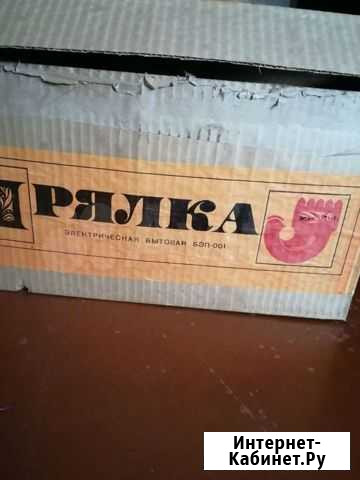 ПРЯЛКА
ЭЛЕКТРИЧЕСКАЯ БЫТОВАЯ БЭП-001
Интернет-
Кабинет.Ру